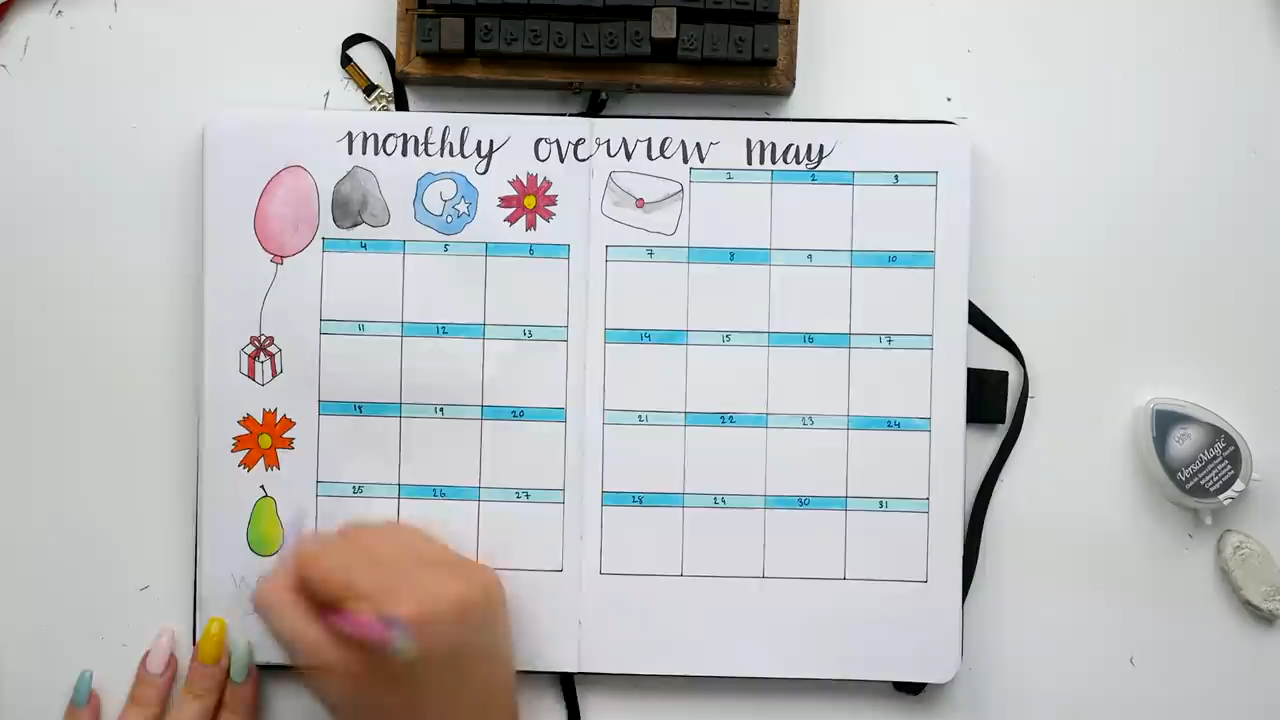 monthly overview may
1 2 3
4 5 6 7 8 9 10
11 12 13 14 15 16 17
18 19 20 21 22 23 24
25 26 27 28 29 30 31
VersaMagic